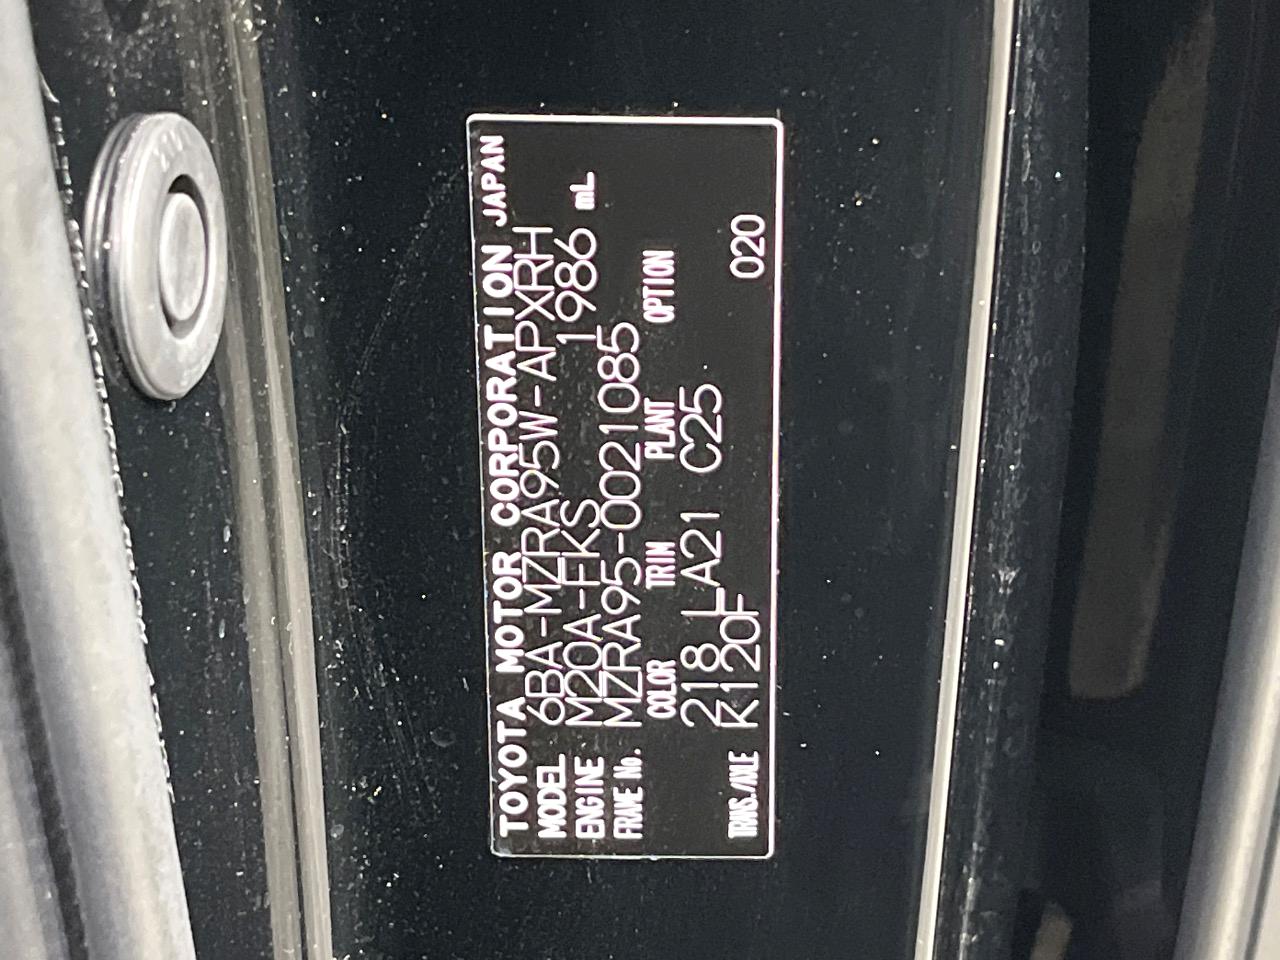 TOYOTA MOTOR CORPORATION JAPAN
MODEL 6BA-MZRA95W-APXRH
ENGINE M20A-FKS 1986 mL
FRAME No. MZRA95-0021085
COLOR TRIN PLANT OPTION
218 LA21 C25
TRANS./AXLE K120F 020